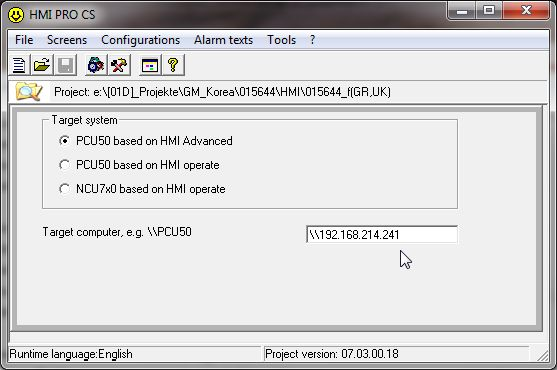 HMI PRO CS
File Screens Configurations Alarm texts Tools ?
Project: e:\[01D]_Projekte\GM_Korea\015644\HMI\015644_f(GR,UK)
Target system
PCU50 based on HMI Advanced
PCU50 based on HMI operate
NCU7x0 based on HMI operate
Target computer, e.g. \\PCU50 \\192.168.214.241
Runtime language:English Project version: 07.03.00.18